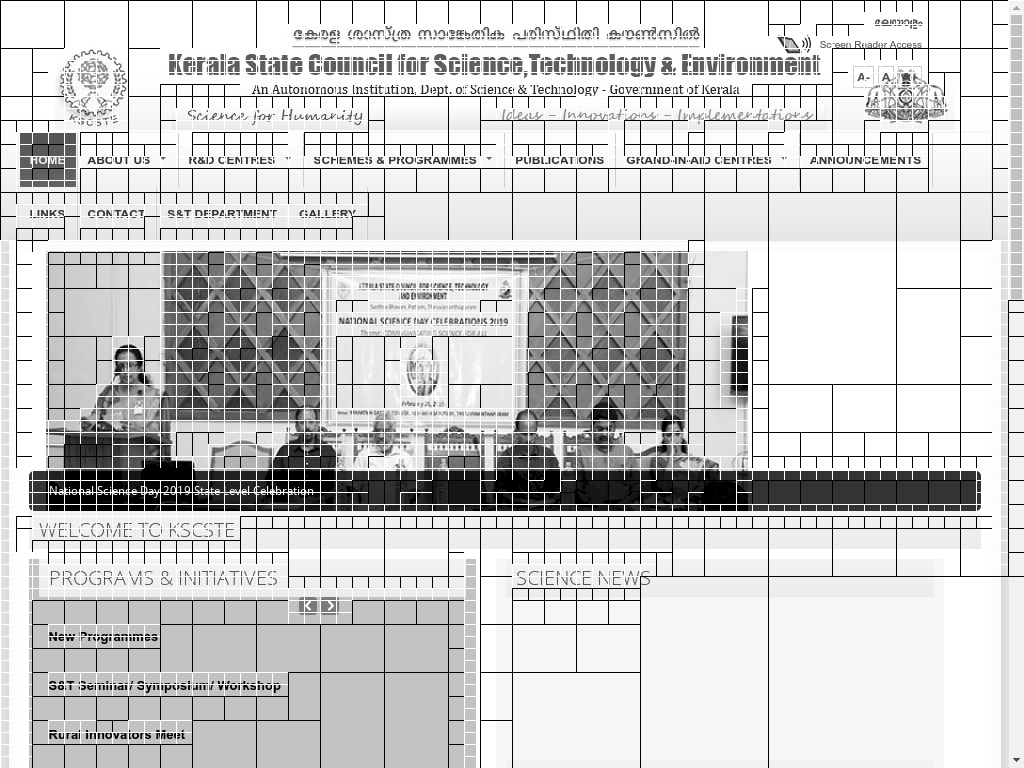 കേരള ശാസ്ത്ര സാങ്കേതിക പരിസ്ഥിതി കൗൺസിൽ
മലയാളം
Screen Reader Access
Kerala State Council for Science,Technology & Environment
A- A
An Autonomous Institution, Dept. of Science & Technology - Government of Kerala
KSCSTE
Science for Humanity
Ideas - Innovations - Implementations
HOME ABOUT US R&D CENTRES SCHEMES & PROGRAMMES PUBLICATIONS GRAND-IN-AID CENTRES ANNOUNCEMENTS
LINKS CONTACT S&T DEPARTMENT GALLERY
KERALA STATE COUNCIL FOR SCIENCE, TECHNOLOGY
AND ENVIRONMENT
NATIONAL SCIENCE DAY CELEBRATIONS 2019
February 28, 2019
National Science Day 2019 State Level Celebration
WELCOME TO KSCSTE
PROGRAMS & INITIATIVES
SCIENCE NEWS
New Programmes
S&T Seminar/ Symposium/ Workshop
Rural Innovators Meet